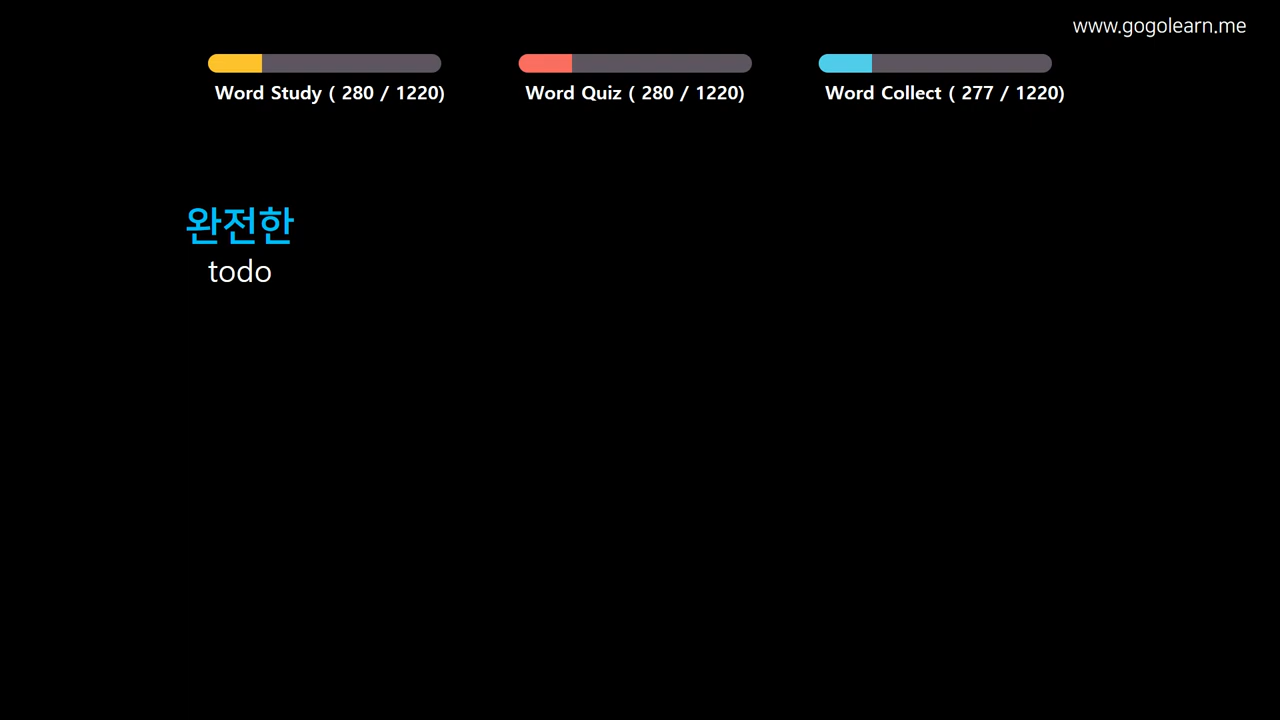 www.gogolearn.me
Word Study ( 280 / 1220)
Word Quiz ( 280 / 1220)
Word Collect ( 277 / 1220)
완전한
todo